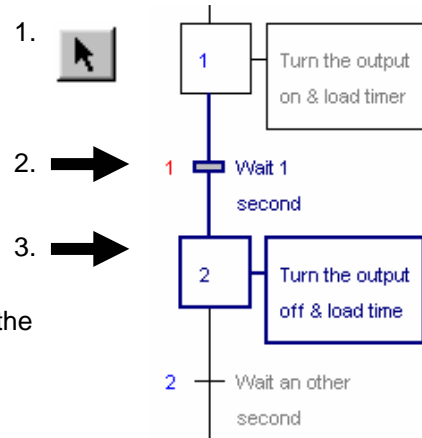 1.
1
Turn the output
on & load timer
2.
1
Wait 1
second
3.
2
Turn the output
off & load time
the
2
Wait an other
second